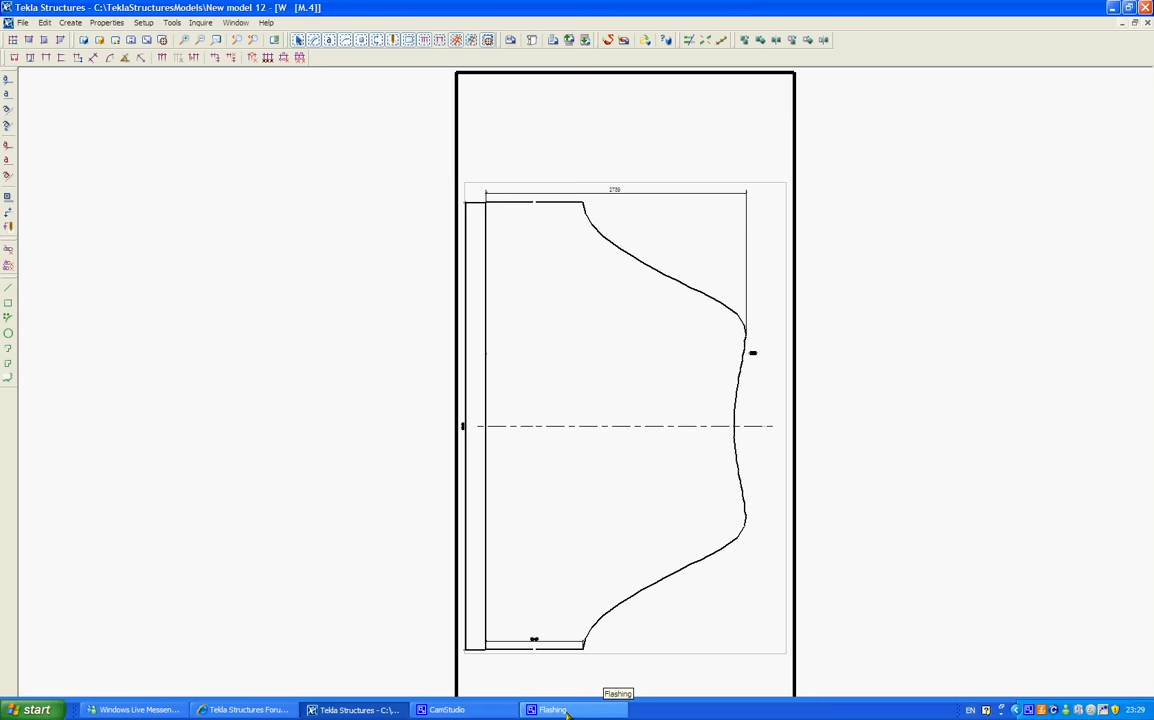 Tekla Structures - C:\TeklaStructuresModels\New model 12 - [W  [M.4]]
File Edit Create Properties Setup Tools Inquire Window Help
2789
Flashing
start
Windows Live Messen...
Tekla Structures Foru...
Tekla Structures - C:\...
CamStudio
Flashing
EN
23:29